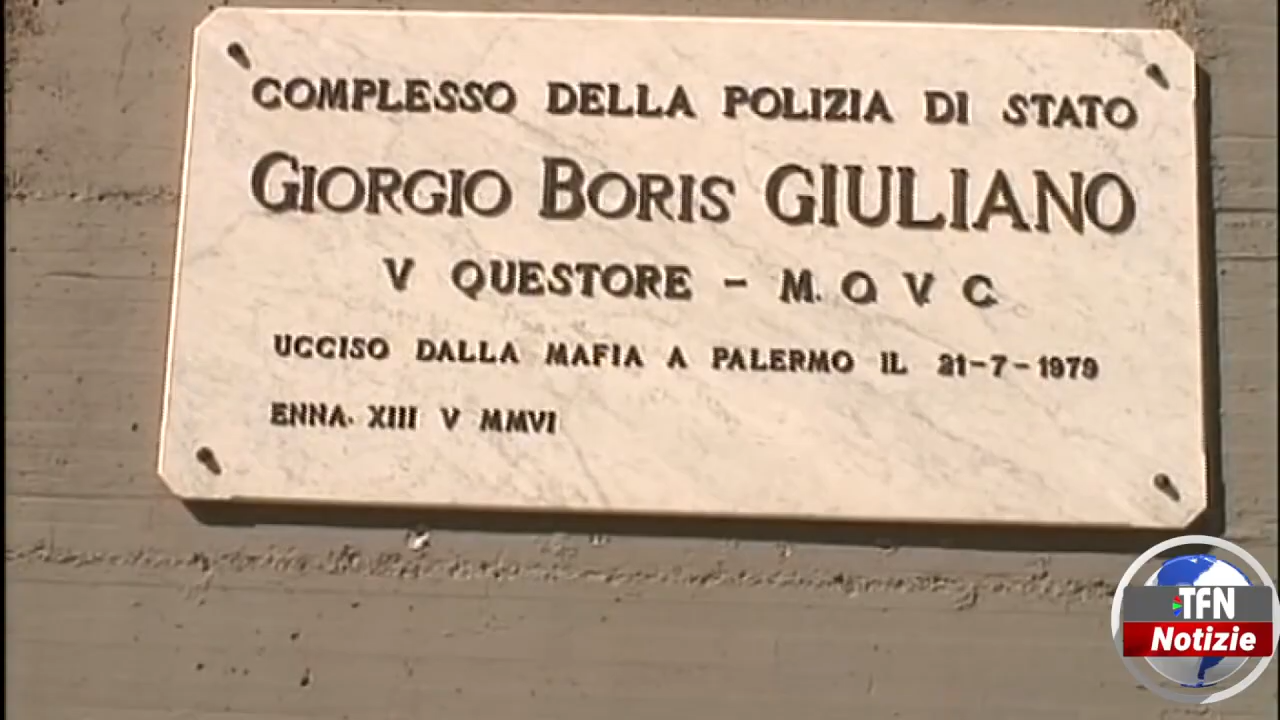 COMPLESSO DELLA POLIZIA DI STATO
GIORGIO BORIS GIULIANO
V QUESTORE - M. O. V. C.
UCCISO DALLA MAFIA A PALERMO IL 21-7-1979
ENNA. XIII V MMVI
TFN
Notizie